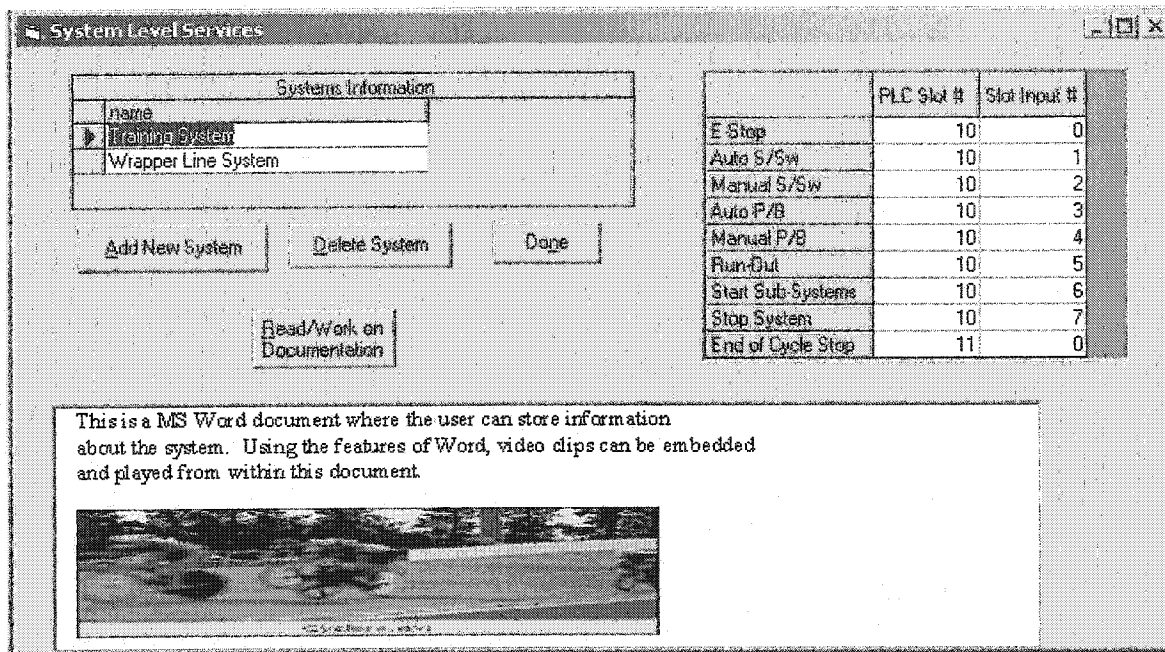 System Level Services
Systems Information
name
Training System
Wrapper Line System
Add New System
Delete System
Done
Read/Work on
Documentation
PLC Slot # Slot Input #
E Stop 10 0
Auto S/Sw 10 1
Manual S/Sw 10 2
Auto P/B 10 3
Manual P/B 10 4
Run-Out 10 5
Start Sub-Systems 10 6
Stop System 10 7
End of Cycle Stop 11 0
This is a MS Word document where the user can store information
about the system. Using the features of Word, video clips can be embedded
and played from within this document.